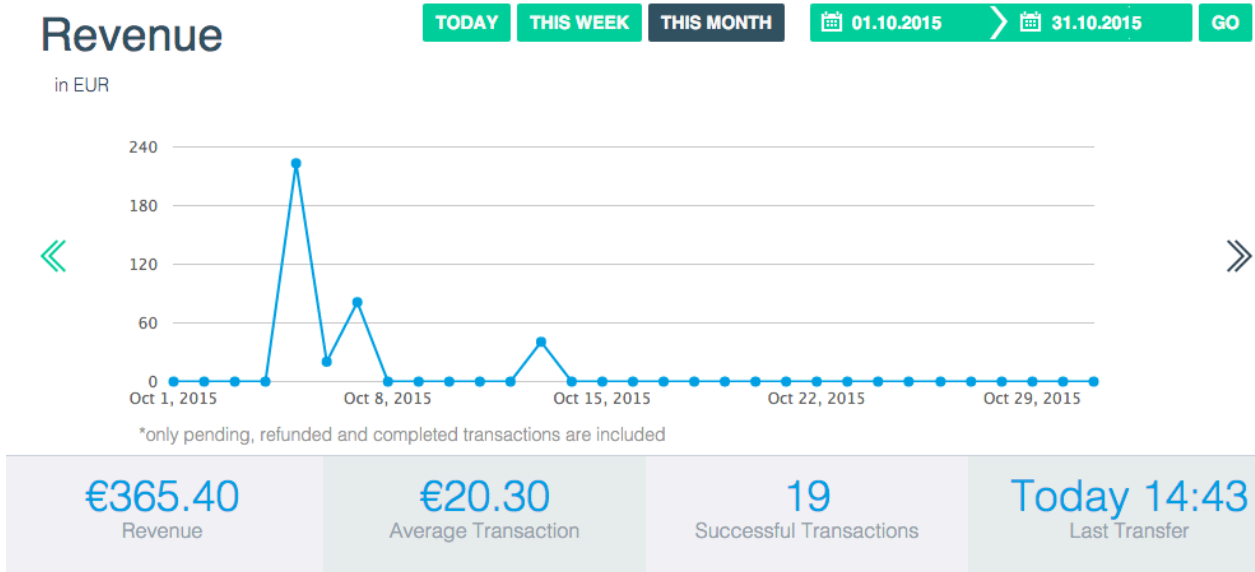 Revenue
TODAY THIS WEEK THIS MONTH 01.10.2015 31.10.2015 GO
in EUR
240
180
120
60
0
Oct 1, 2015 Oct 8, 2015 Oct 15, 2015 Oct 22, 2015 Oct 29, 2015
*only pending, refunded and completed transactions are included
€365.40 €20.30 19 Today 14:43
Revenue Average Transaction Successful Transactions Last Transfer